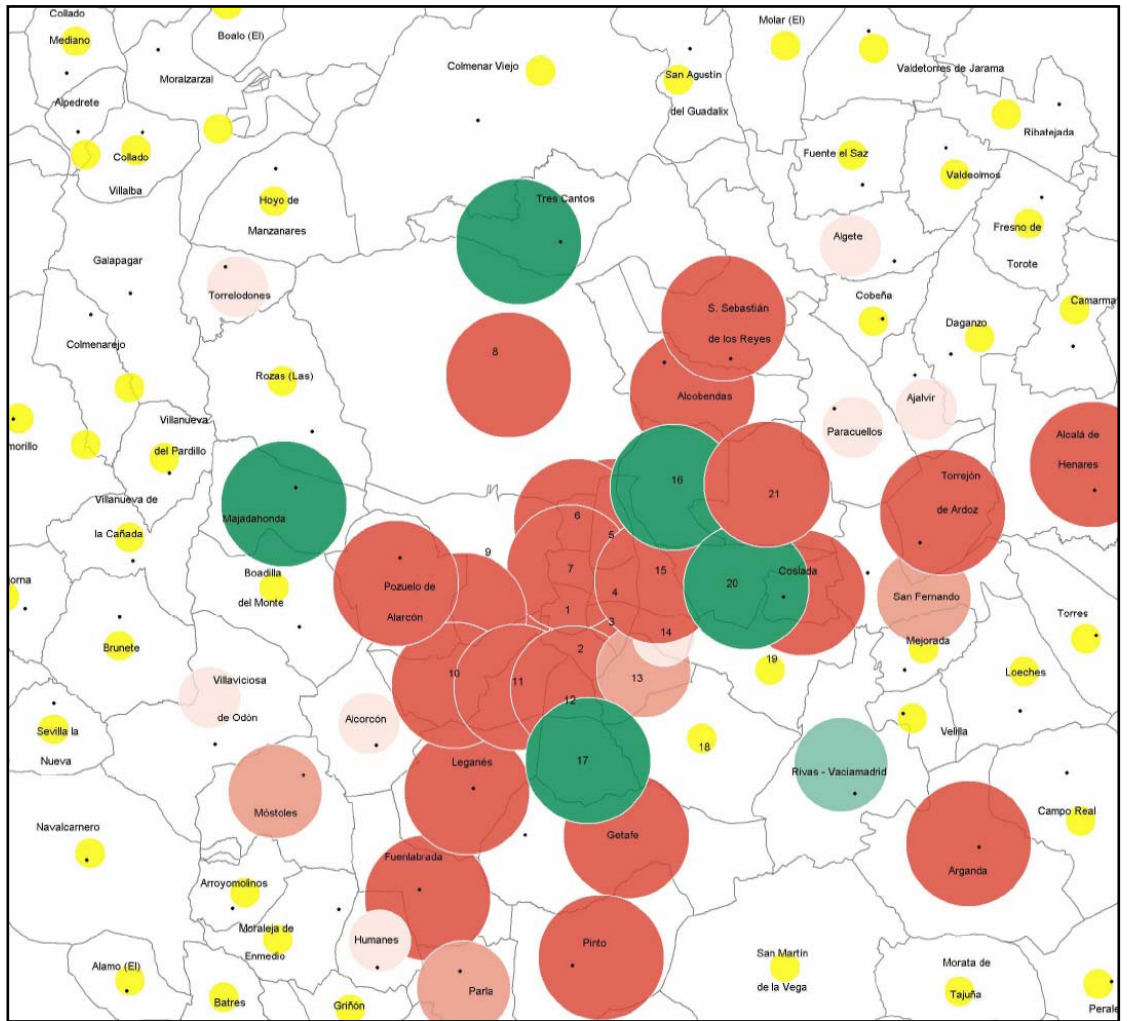 Collado
Mediano
Boalo (El)
Moralzarzal
Colmenar Viejo
Molar (El)
San Agustin
del Guadalix
Valdetorres de Jarama
Alpedrete
Collado
Villalba
Ribatejada
Fuente el Saz
Valdeolmos
Hoyo de
Manzanares
Tres Cantos
Fresno de
Torote
Algete
Galapagar
Torrelodones
Cobeña
Camarma
Daganzo
S. Sebastián
de los Reyes
Colmenarejo
8
Rozas (Las)
Alcobendas
Ajalvir
Villanueva
del Pardillo
Paracuellos
morillo
Alcalá de
Henares
Torrejón
de Ardoz
16
21
Villanueva de
la Cañada
Majadahonda
6
5
9
7
15
4
20
Coslada
Boadilla
del Monte
Pozuelo de
Alarcón
San Fernando
orna
1
3
14
Torres
Brunete
2
Mejorada
19
Loeches
10
11
12
13
Villaviciosa
de Odón
Alcorcón
Sevilla la
Nueva
Velilla
18
Leganés
17
Rivas - Vaciamadrid
Móstoles
Campo Real
Navalcarnero
Getafe
Fuenlabrada
Arganda
Arroyomolinos
Moraleja de
Enmedio
Humanes
Pinto
San Martin
de la Vega
Alamo (El)
Parla
Morata de
Tajuña
Batres
Griñón
Perale